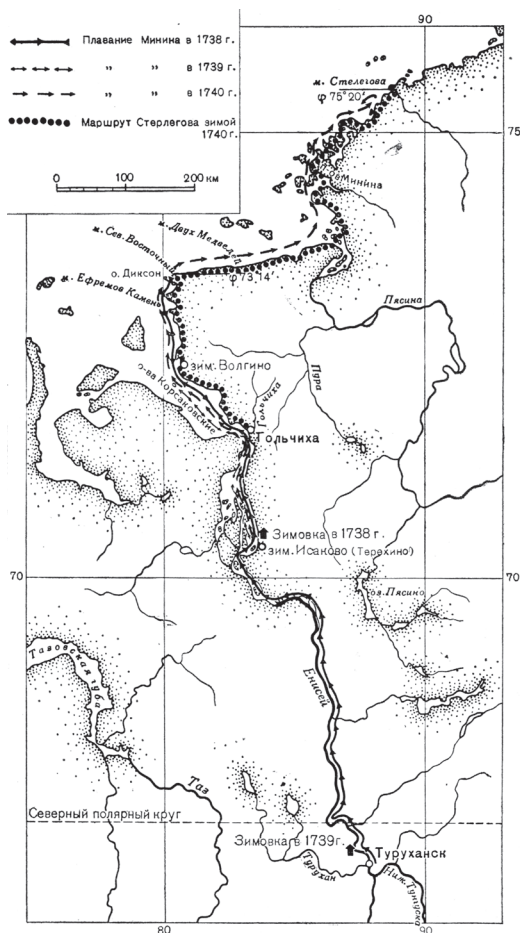 Плавание Минина в 1738 г.
„ „ в 1739 г.
„ „ в 1740 г.
Маршрут Стерлегова зимой
1740 г.
0 100 200 км
90
м. Стелегова
φ 75°20'
75
Минина
м. Двух Медведей
м. Сев. Восточный
о. Диксон
φ 73,14
м. Ефремов Камень
Пясина
зим. Волгино
о-ва Корсаковские
Пура
Гольчиха
Гольчиха
Зимовка в 1738 г.
зим. Исаково (Терехино)
70
70
оз. Пясино
Тазовская губа
Енисей
Таз
Северный полярный круг
Зимовка в 1739 г.
Туруханск
Турухан
Ниж. Тунгуска
80
90